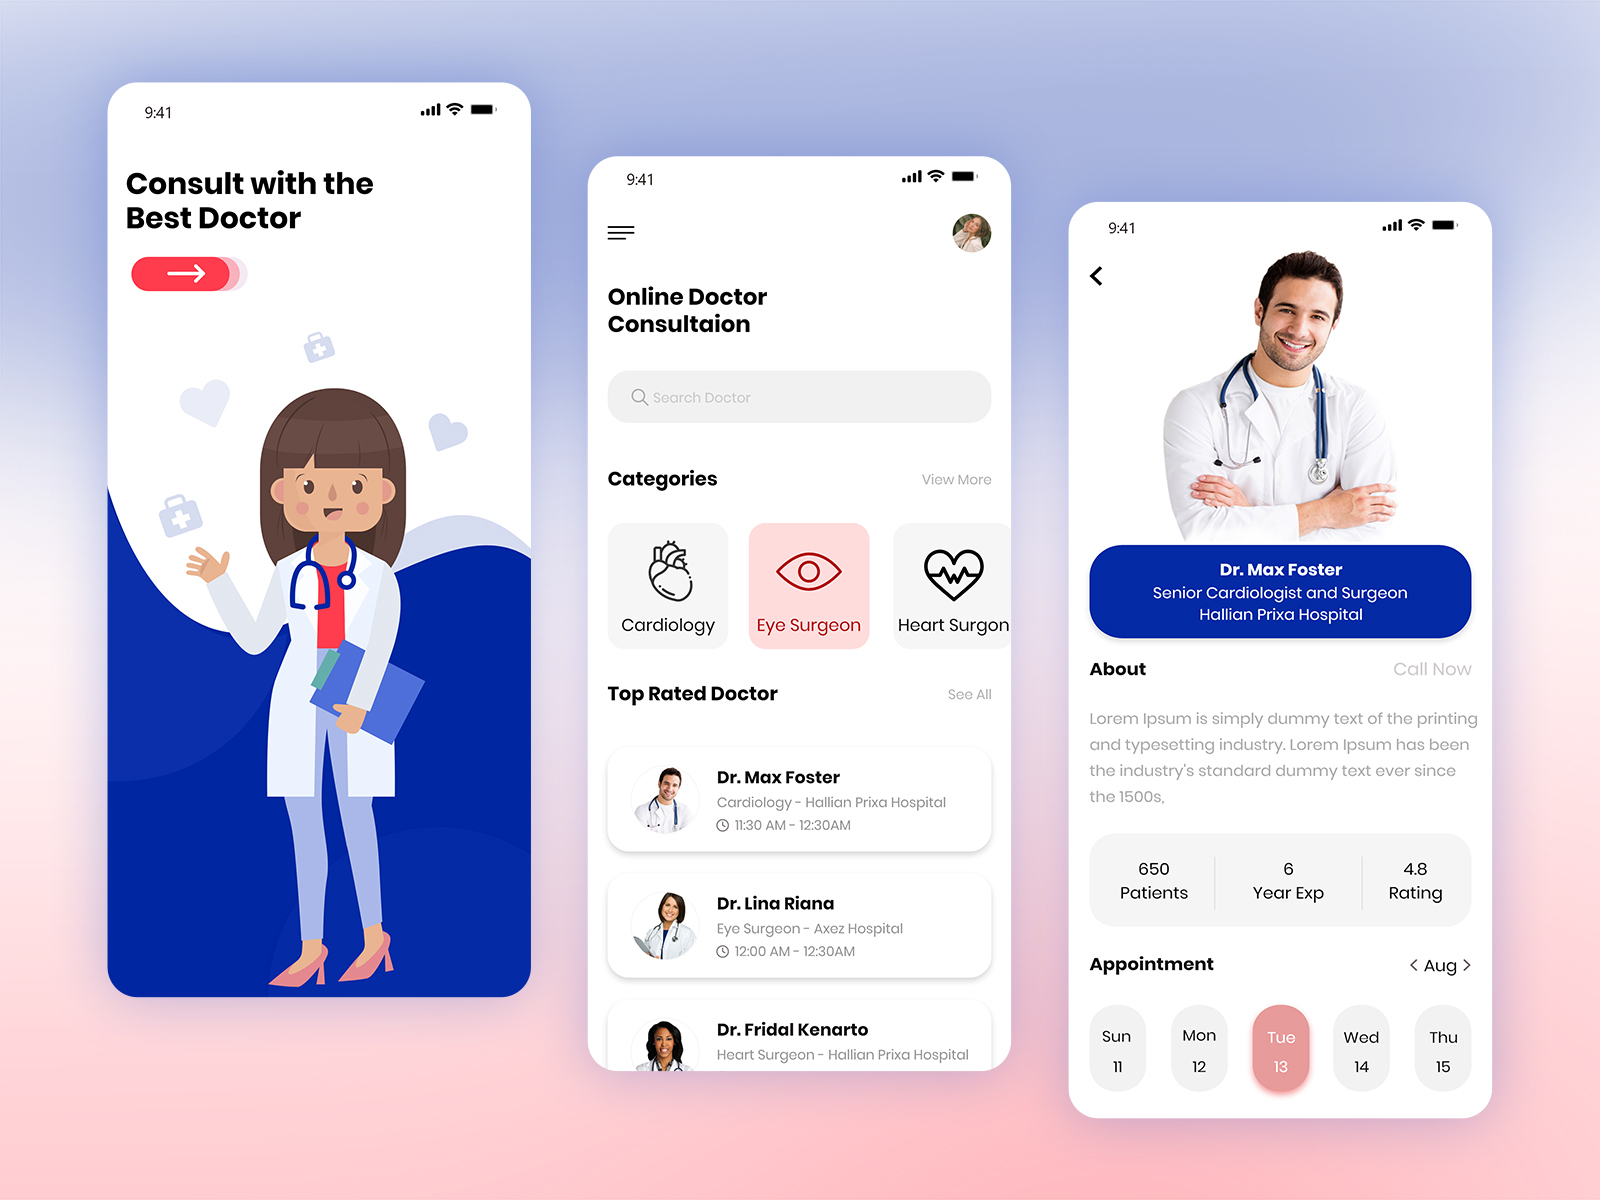 9:41
Consult with the
Best Doctor
9:41
Online Doctor
Consultaion
Search Doctor
Categories
View More
Cardiology
Eye Surgeon
Heart Surgon
Top Rated Doctor
See All
Dr. Max Foster
Cardiology - Hallian Prixa Hospital
11:30 AM - 12:30AM
Dr. Lina Riana
Eye Surgeon - Axez Hospital
12:00 AM - 12:30AM
Dr. Fridal Kenarto
Heart Surgeon - Hallian Prixa Hospital
9:41
Dr. Max Foster
Senior Cardiologist and Surgeon
Hallian Prixa Hospital
About
Call Now
Lorem Ipsum is simply dummy text of the printing
and typesetting industry. Lorem Ipsum has been
the industry's standard dummy text ever since
the 1500s,
650
Patients
6
Year Exp
4.8
Rating
Appointment
< Aug >
Sun
11
Mon
12
Tue
13
Wed
14
Thu
15